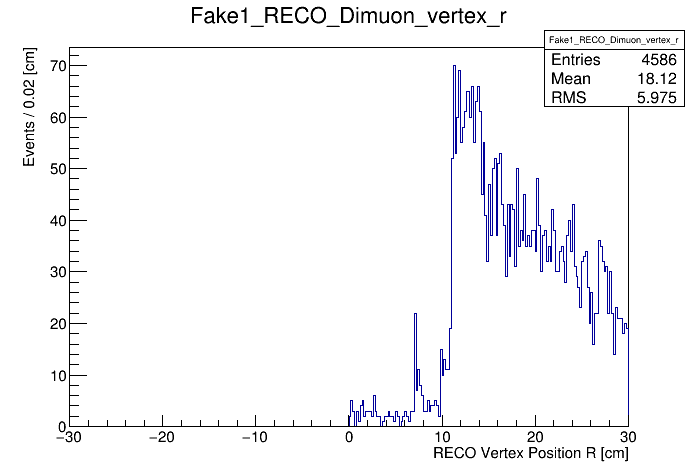 Fake1_RECO_Dimuon_vertex_r
Fake1_RECO_Dimuon_vertex_r
Entries 4586
Mean 18.12
RMS 5.975
Events / 0.02 [cm]
70
60
50
40
30
20
10
0
−30 −20 −10 0 10 20 30
RECO Vertex Position R [cm]